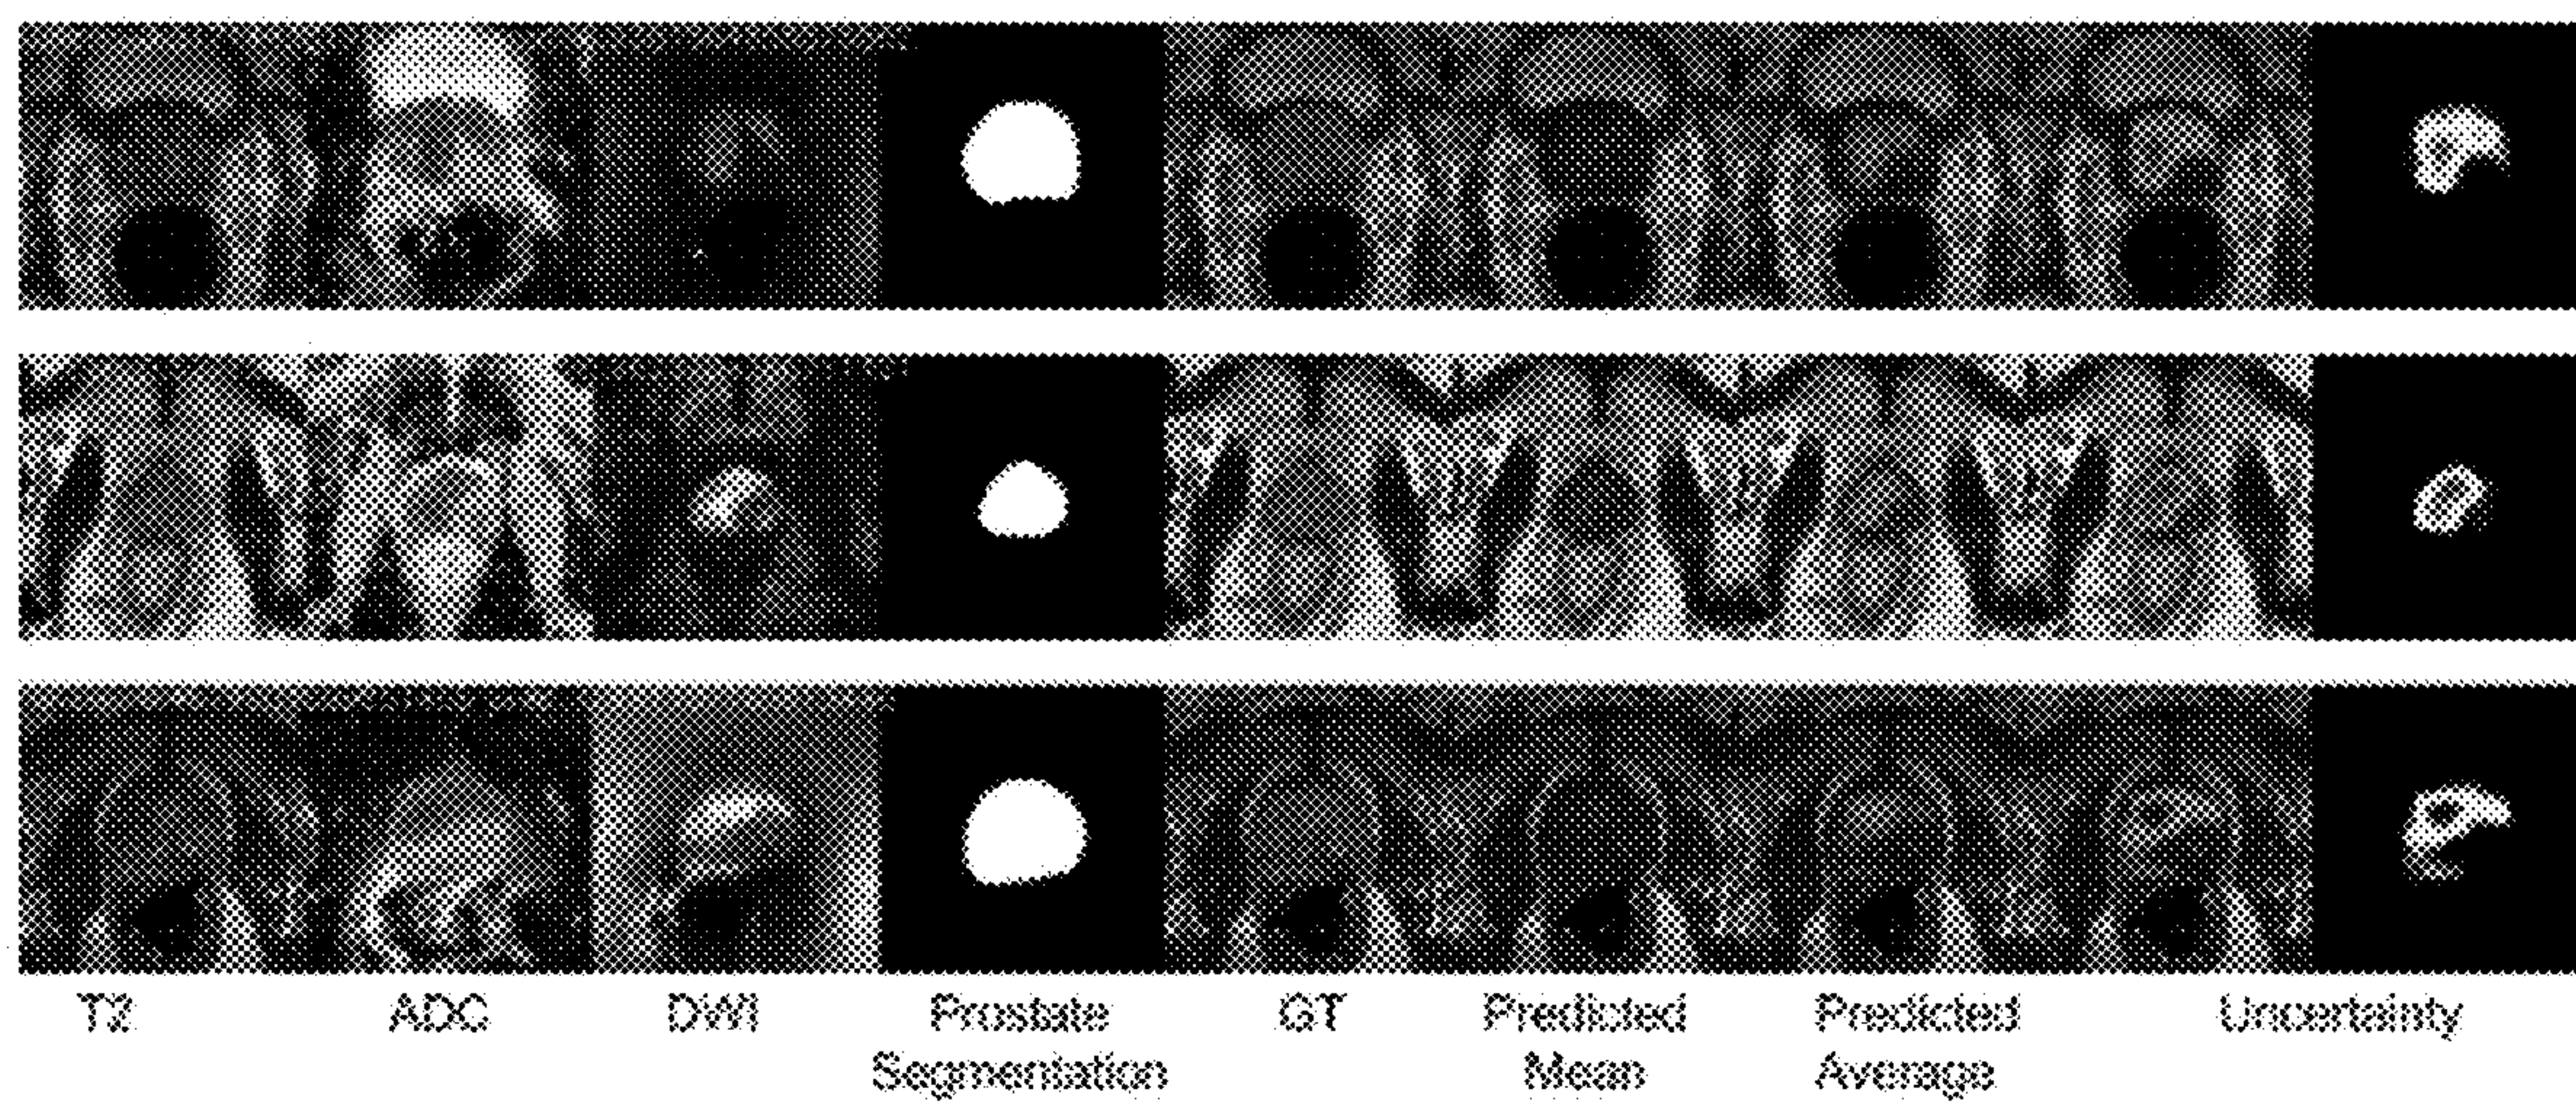 T2 ADC DWI Prostate GT Predicted Predicted Uncertainty
Segmentation Mean Average